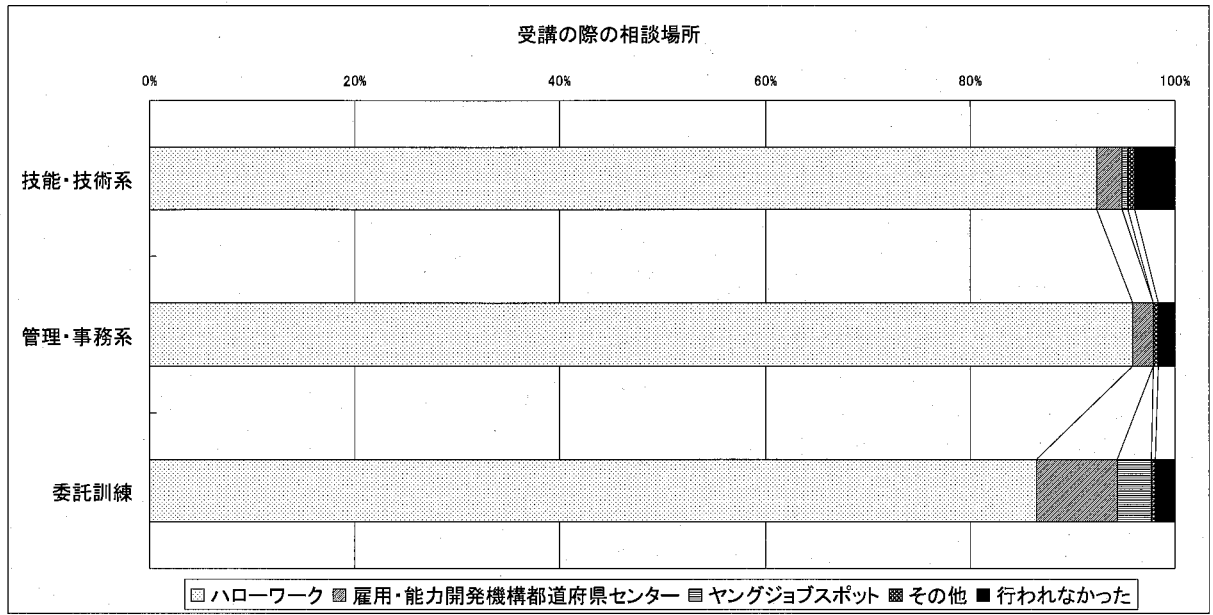 受講の際の相談場所
0% 20% 40% 60% 80% 100%
技能・技術系
管理・事務系
委託訓練
ハローワーク 雇用・能力開発機構都道府県センター ヤングジョブスポット その他 行われなかった